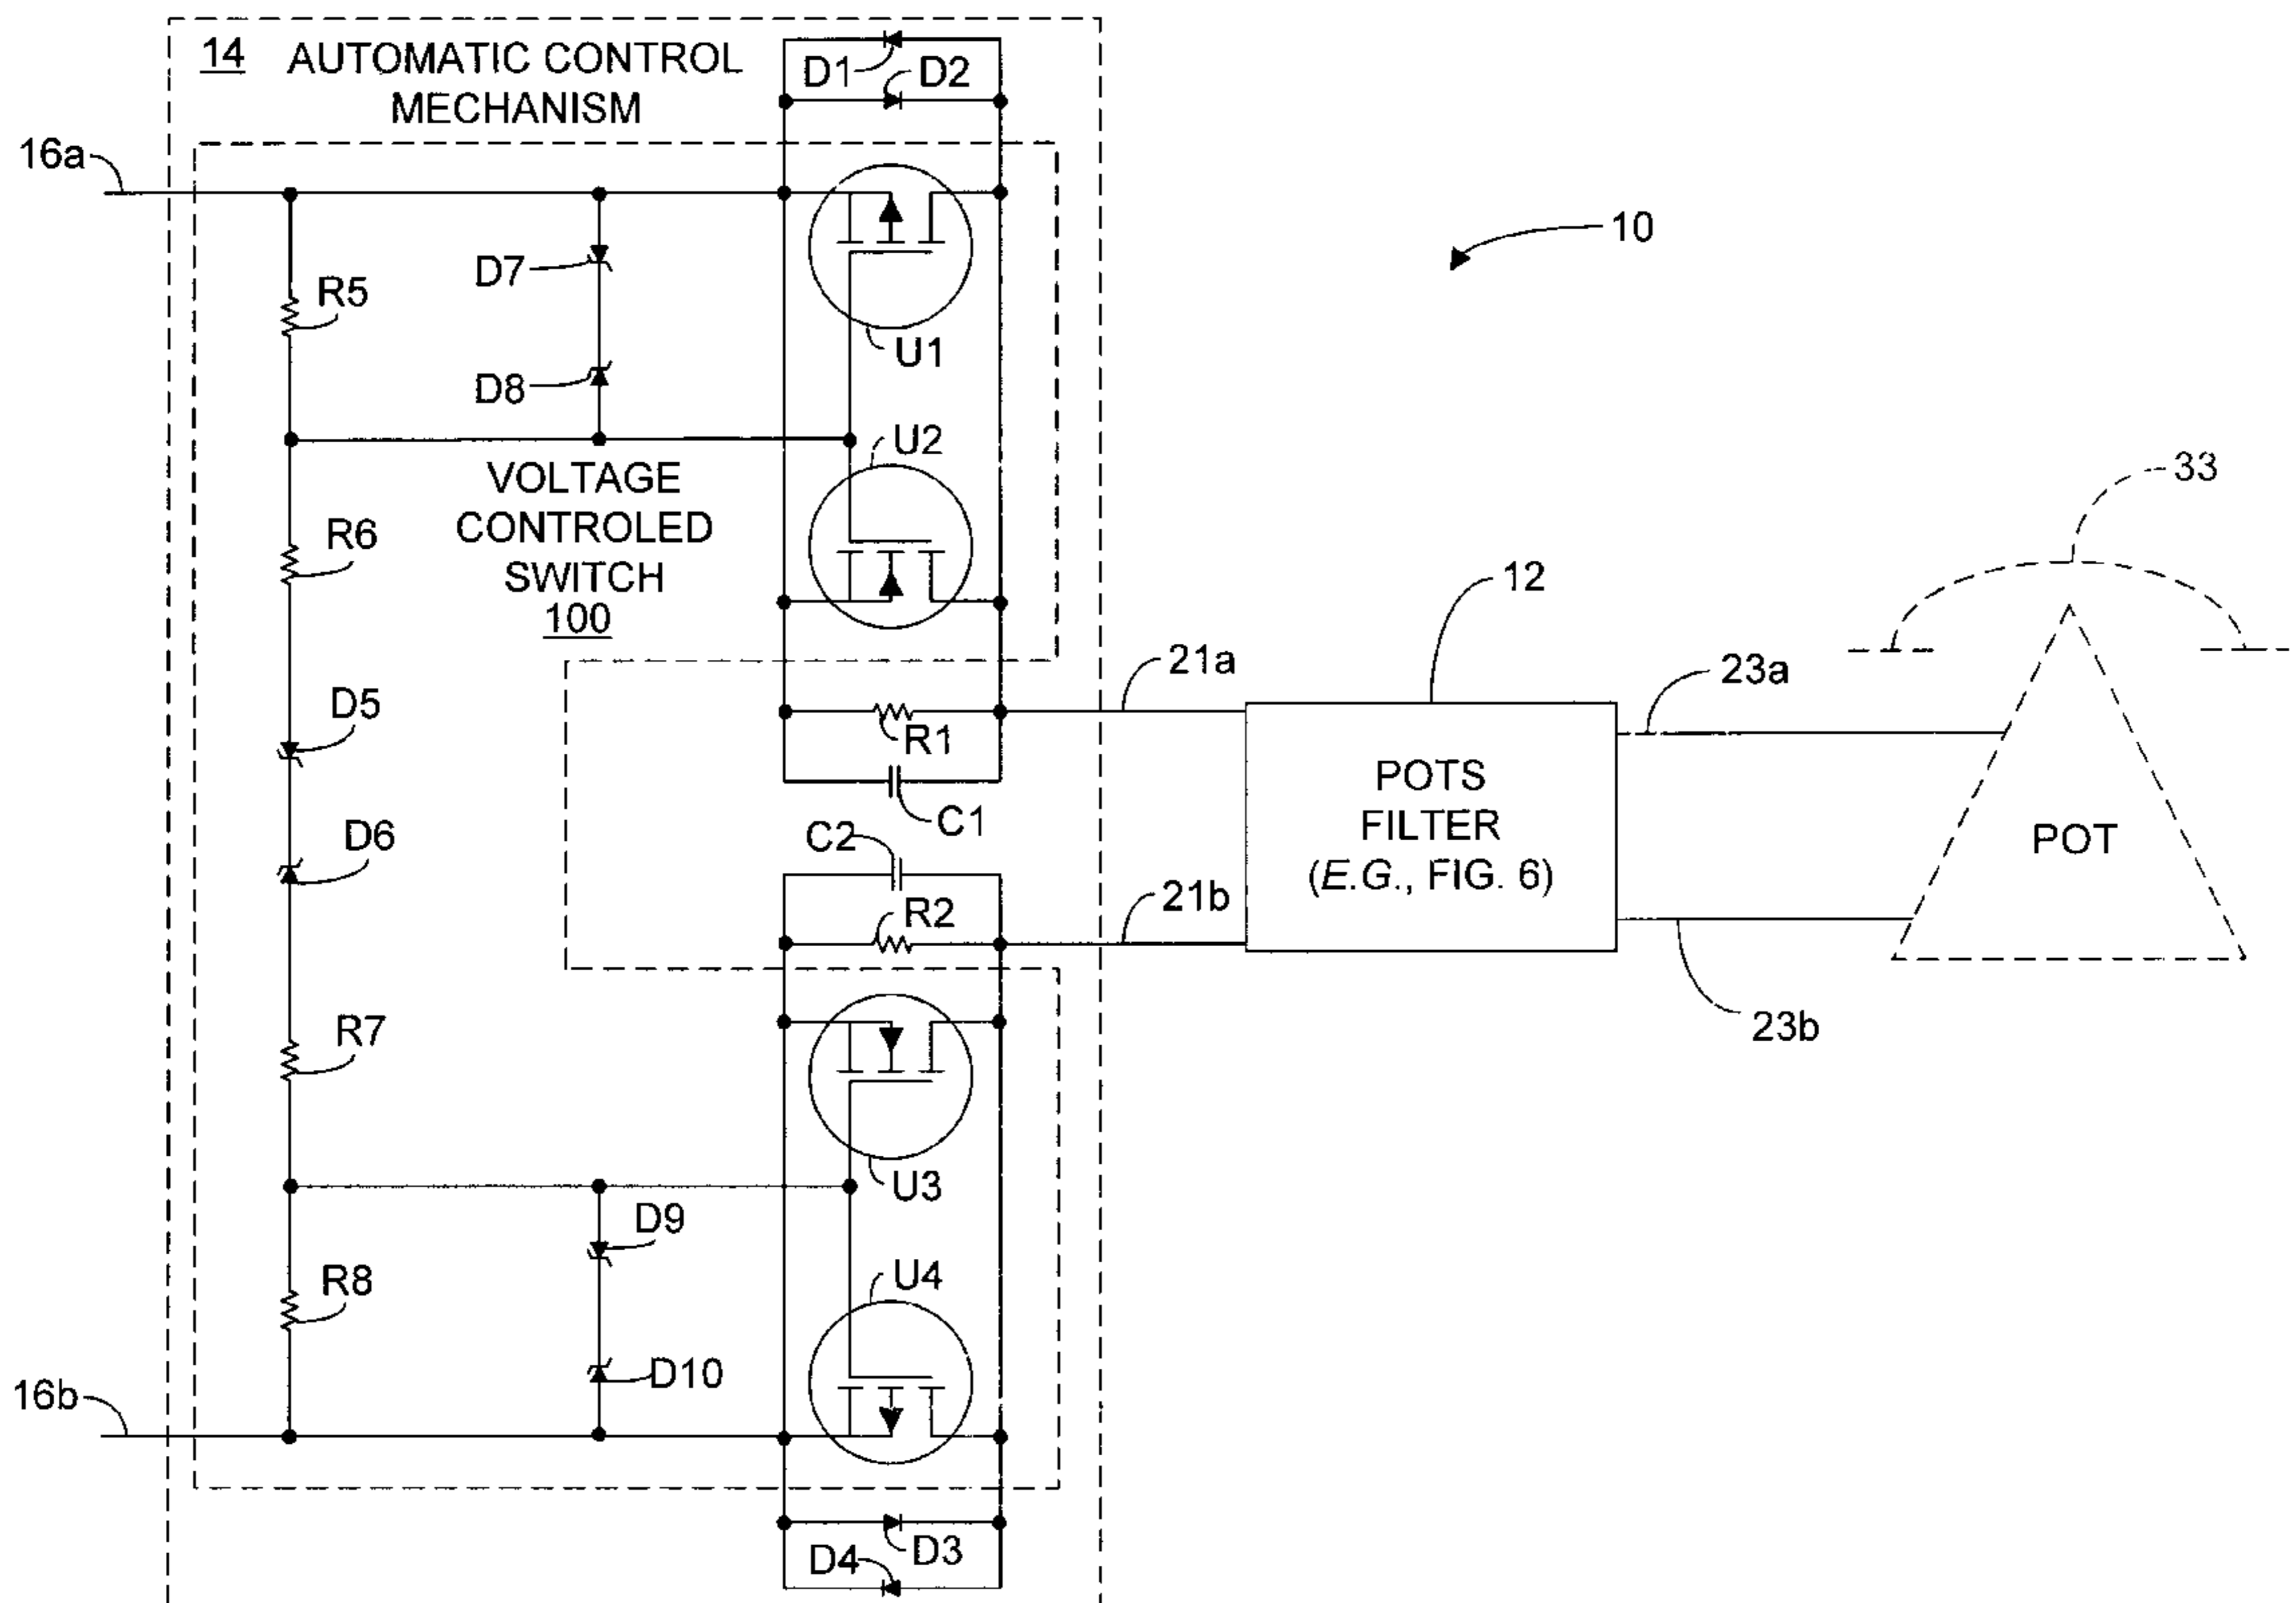 14 AUTOMATIC CONTROL
MECHANISM
D1
D2
16a
10
R5
D7
U1
D8
U2
VOLTAGE
CONTROLED
SWITCH
100
33
R6
12
21a
23a
D5
R1
POTS
FILTER
(E.G., FIG. 6)
C1
D6
C2
POT
21b
R2
R7
23b
U3
D9
R8
U4
D10
16b
D3
D4